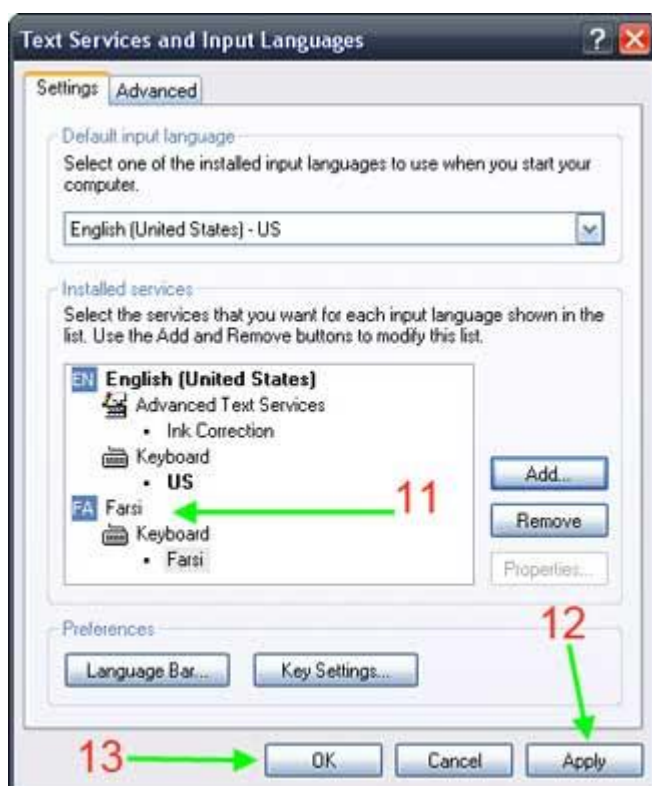 Text Services and Input Languages
Settings Advanced
Default input language
Select one of the installed input languages to use when you start your
computer.
English (United States) - US
Installed services
Select the services that you want for each input language shown in the
list. Use the Add and Remove buttons to modify this list.
EN English (United States)
Advanced Text Services
• Ink Correction
Keyboard
• US
Add...
FA Farsi
11
Remove
Keyboard
• Farsi
Properties...
Preferences
12
Language Bar... Key Settings...
13 OK Cancel Apply